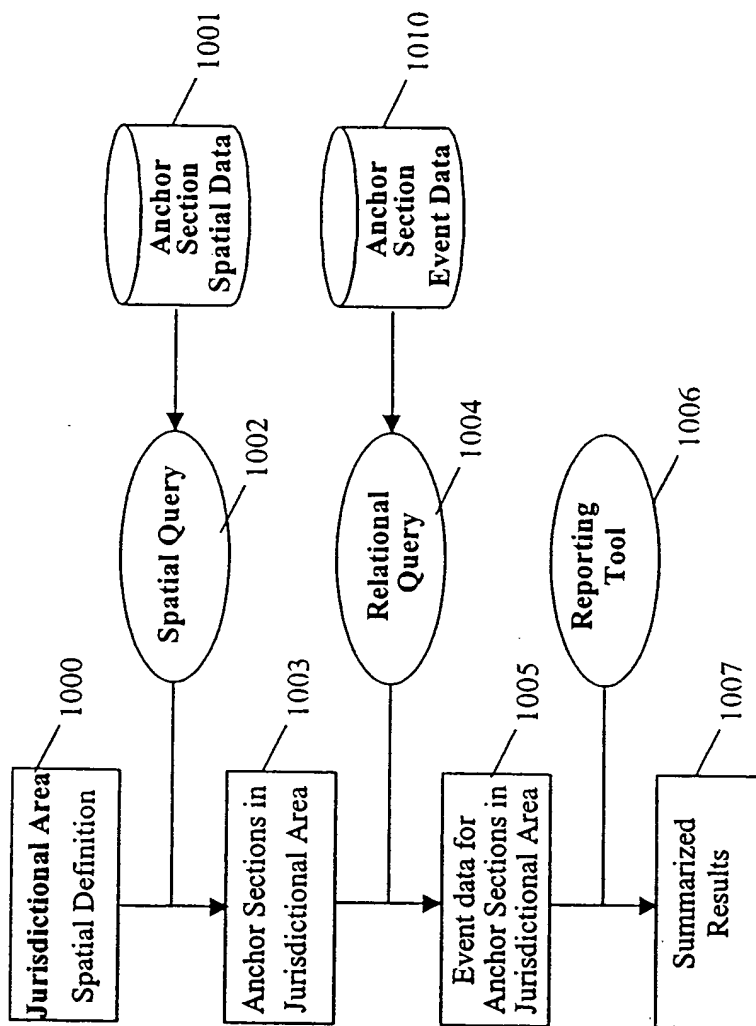 1000
Jurisdictional Area
Spatial Definition
Spatial Query
1002
Anchor
Section
Spatial Data
1001
1003
Anchor Sections in
Jurisdictional Area
Relational
Query
1004
Anchor
Section
Event Data
1010
1005
Event data for
Anchor Sections in
Jurisdictional Area
Reporting
Tool
1006
1007
Summarized
Results